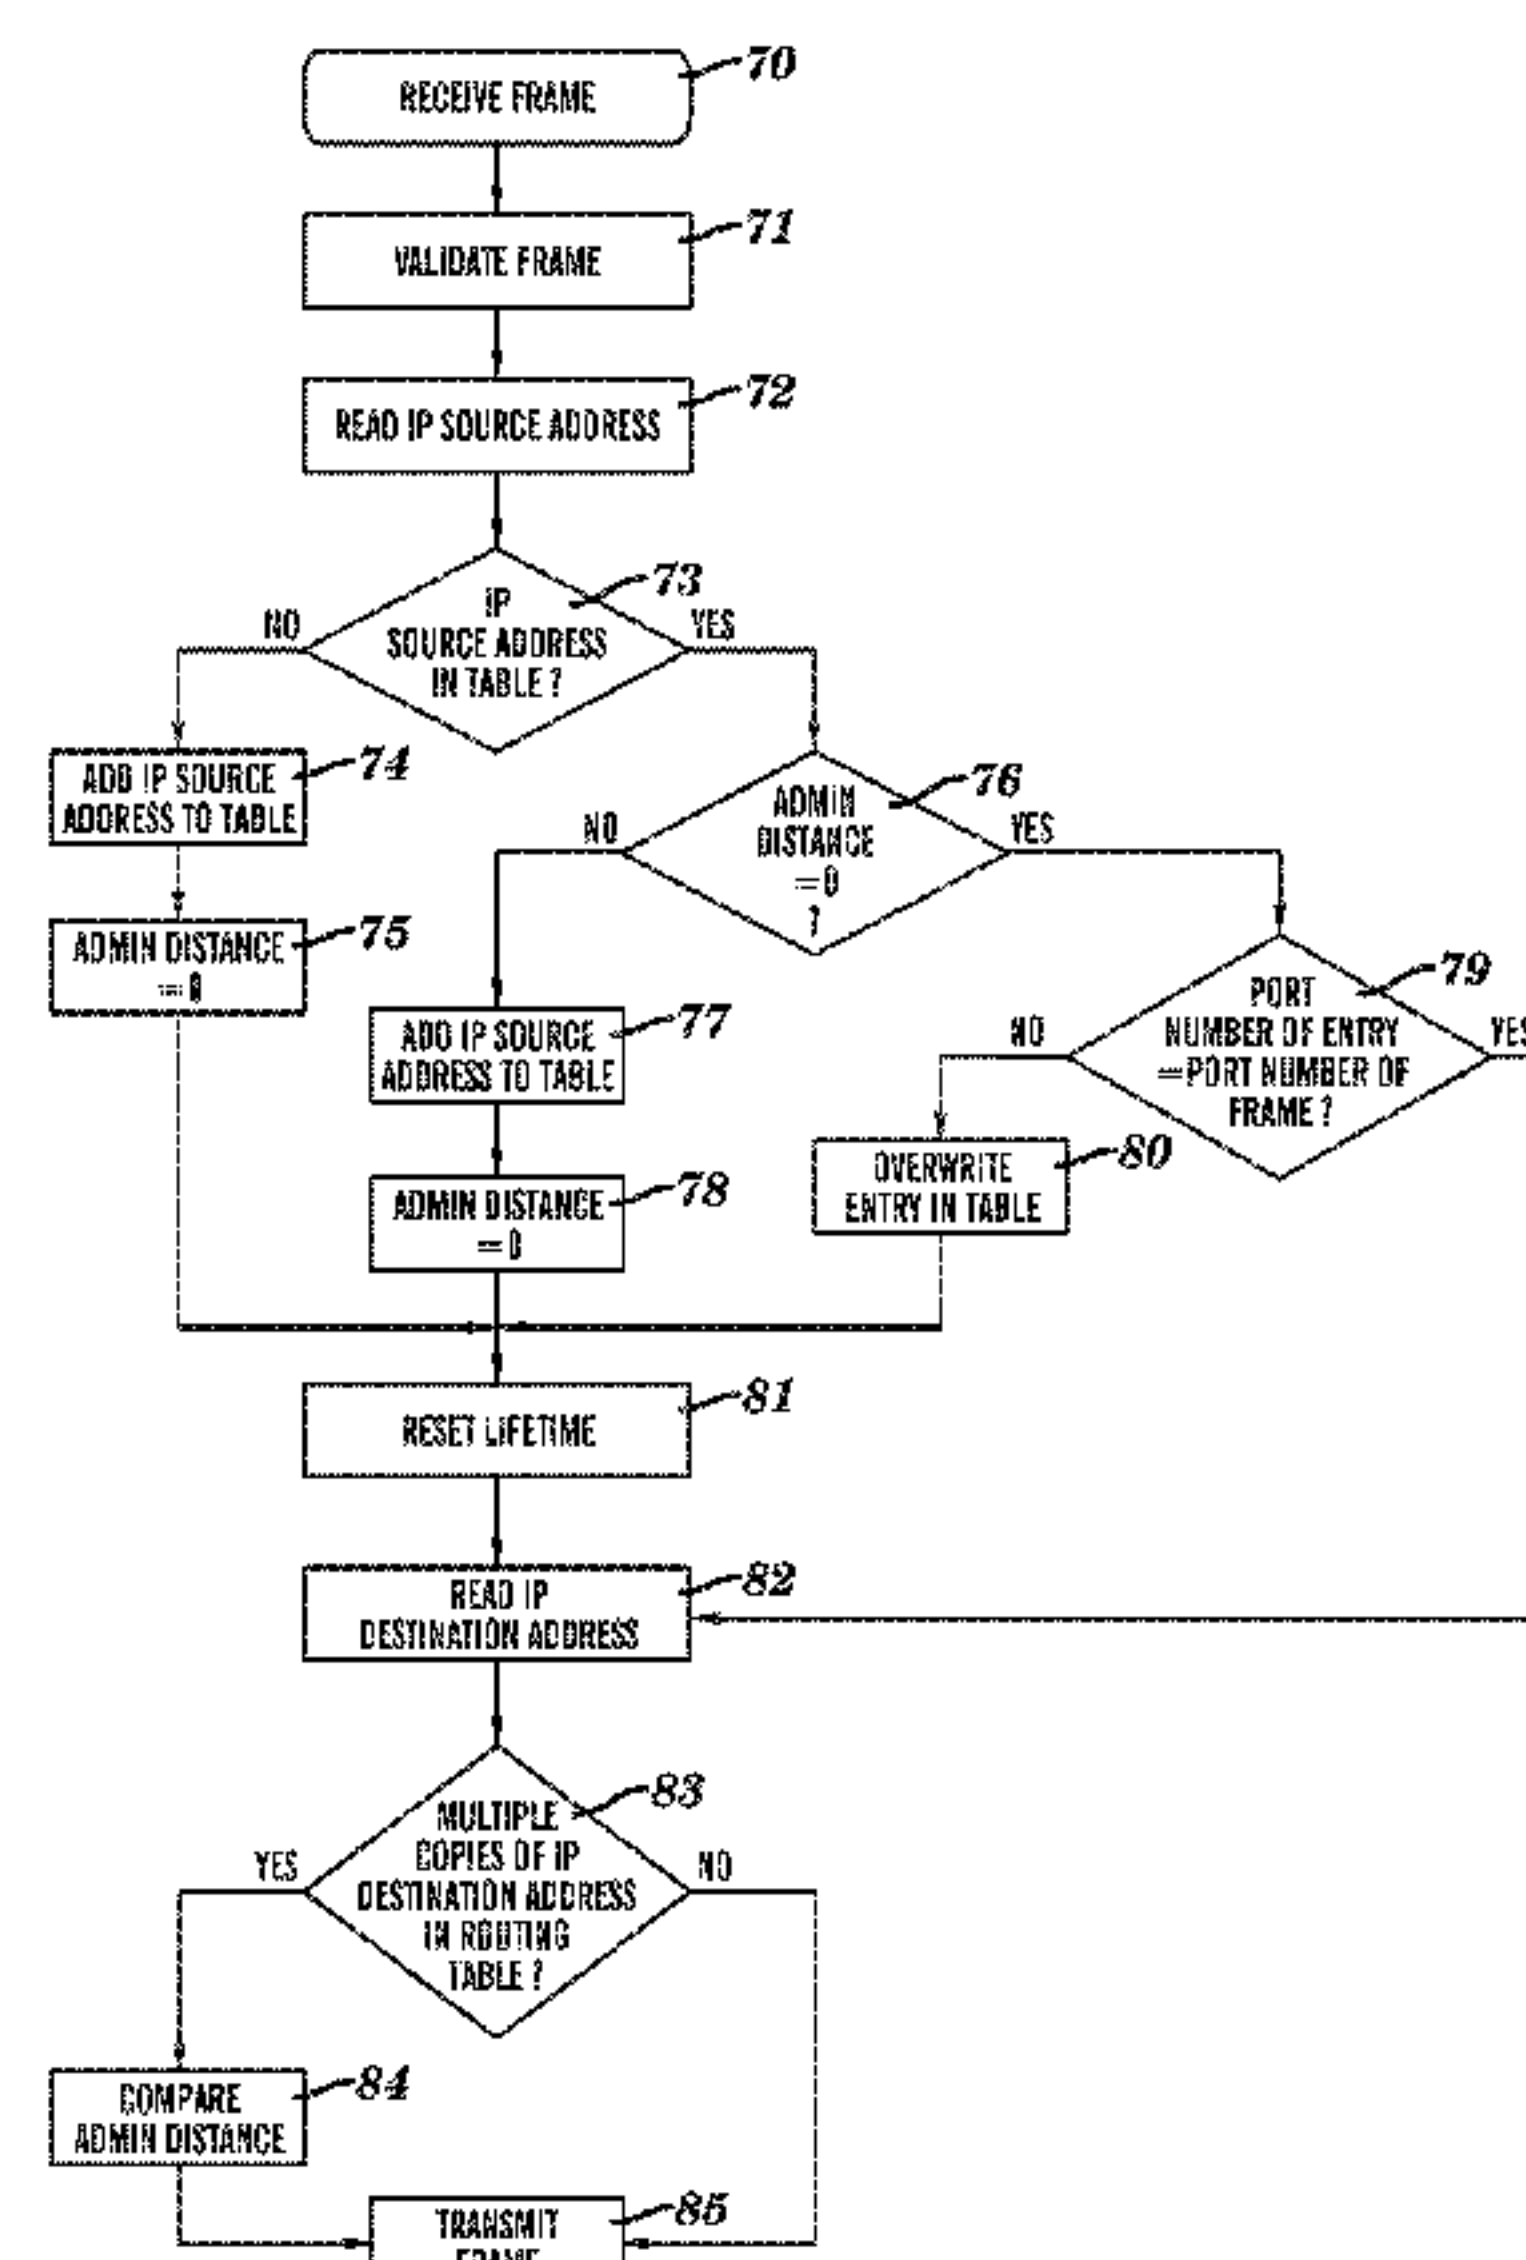 RECEIVE FRAME
70
VALIDATE FRAME
71
READ IP SOURCE ADDRESS
72
IP
SOURCE ADDRESS
IN TABLE ?
73
NO
YES
ADD IP SOURCE
ADDRESS TO TABLE
74
ADMIN
DISTANCE
= 0
?
76
NO
YES
ADMIN DISTANCE
= 0
75
PORT
NUMBER OF ENTRY
= PORT NUMBER OF
FRAME ?
79
NO
YES
ADD IP SOURCE
ADDRESS TO TABLE
77
OVERWRITE
ENTRY IN TABLE
80
ADMIN DISTANCE
= 0
78
RESET LIFETIME
81
READ IP
DESTINATION ADDRESS
82
MULTIPLE
COPIES OF IP
DESTINATION ADDRESS
IN ROUTING
TABLE ?
83
YES
NO
COMPARE
ADMIN DISTANCE
84
TRANSMIT
FRAME
85